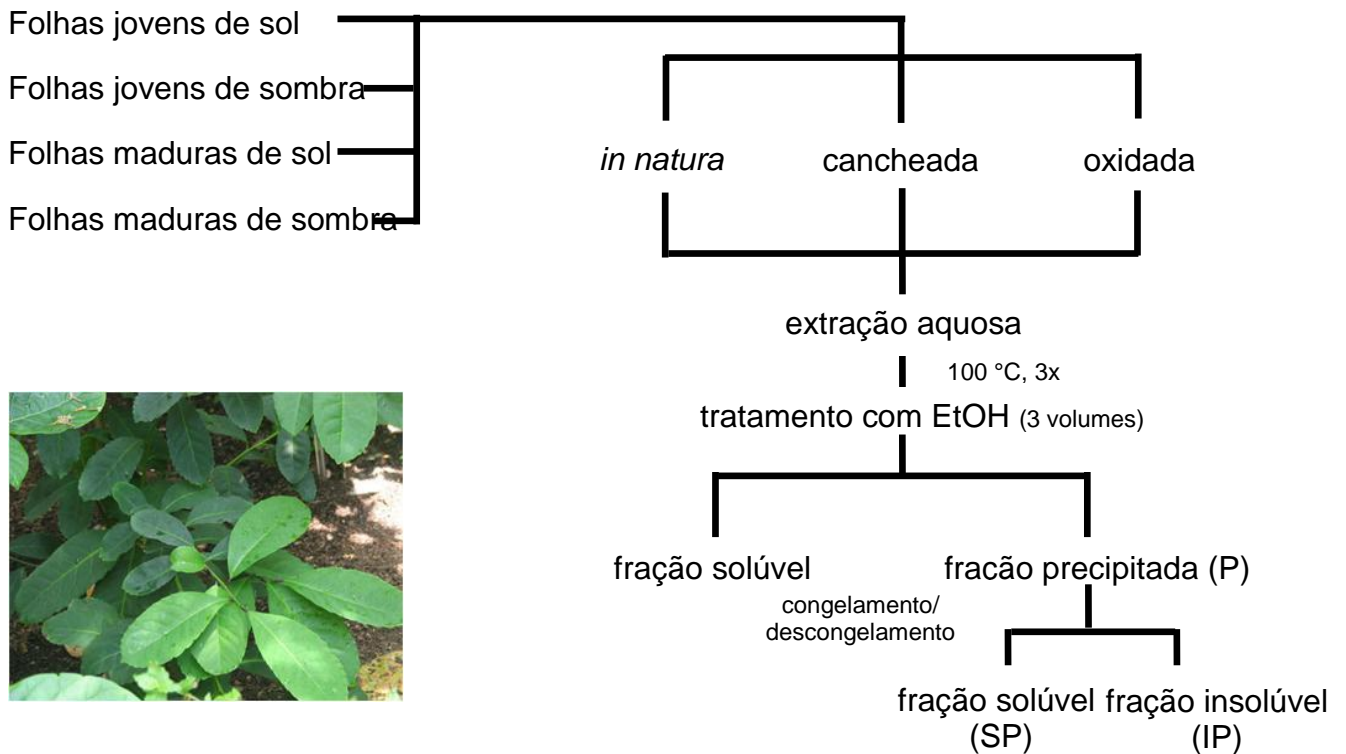 Folhas jovens de sol
Folhas jovens de sombra
Folhas maduras de sol
Folhas maduras de sombra
in natura
cancheada
oxidada
extração aquosa
100 °C, 3x
tratamento com EtOH (3 volumes)
fração solúvel
fracão precipitada (P)
congelamento/
descongelamento
fração solúvel
(SP)
fração insolúvel
(IP)